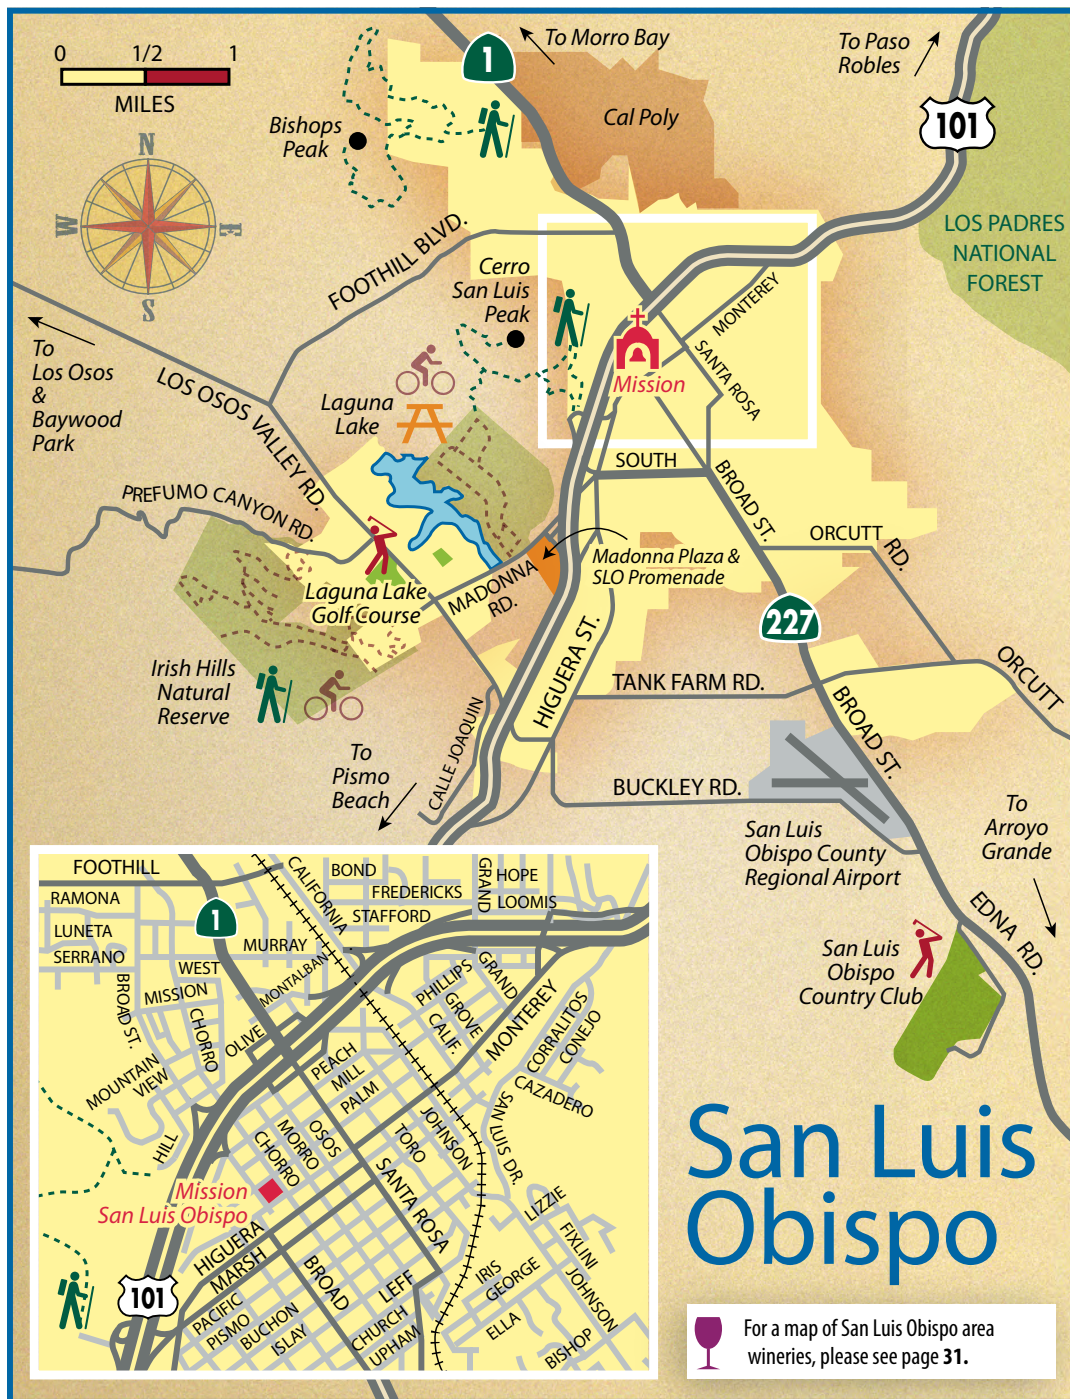 0 1/2 1
MILES
N
W
E
S
1
To Morro Bay
To Paso
Robles
101
Cal Poly
Bishops
Peak
LOS PADRES
NATIONAL
FOREST
FOOTHILL BLVD.
Cerro
San Luis
Peak
MONTEREY
SANTA ROSA
Mission
To
Los Osos
&
Baywood
Park
LOS OSOS VALLEY RD.
Laguna
Lake
SOUTH
BROAD ST.
PREFUMO CANYON RD.
ORCUTT RD.
Madonna Plaza &
SLO Promenade
MADONNA
RD.
Laguna Lake
Golf Course
227
HIGUERA ST.
Irish Hills
Natural
Reserve
TANK FARM RD.
ORCUTT
BROAD ST.
CALLE JOAQUIN
To
Pismo
Beach
BUCKLEY RD.
San Luis
Obispo County
Regional Airport
To
Arroyo
Grande
EDNA RD.
San Luis
Obispo
Country Club
FOOTHILL
CALIFORNIA
BOND
GRAND
HOPE
RAMONA
FREDERICKS
LOOMIS
STAFFORD
1
LUNETA
MURRAY
SERRANO
WEST
MONTALBAN
PHILLIPS
GRAND
BROAD ST.
MISSION
CHORRO
GROVE
CALIF.
MONTEREY
CORRALITOS
CONEJO
OLIVE
PEACH
MILL
PALM
MOUNTAIN
VIEW
CAZADERO
SAN LUIS DR.
HILL
CHORRO
MORRO
OSOS
TORO
JOHNSON
Mission
San Luis Obispo
SANTA ROSA
LIZZIE
FIXLINI
HIGUERA
MARSH
BROAD
LEFF
IRIS
GEORGE
JOHNSON
101
PACIFIC
PISMO
BUCHON
ISLAY
CHURCH
UPHAM
ELLA
BISHOP
San Luis
Obispo
For a map of San Luis Obispo area
wineries, please see page 31.